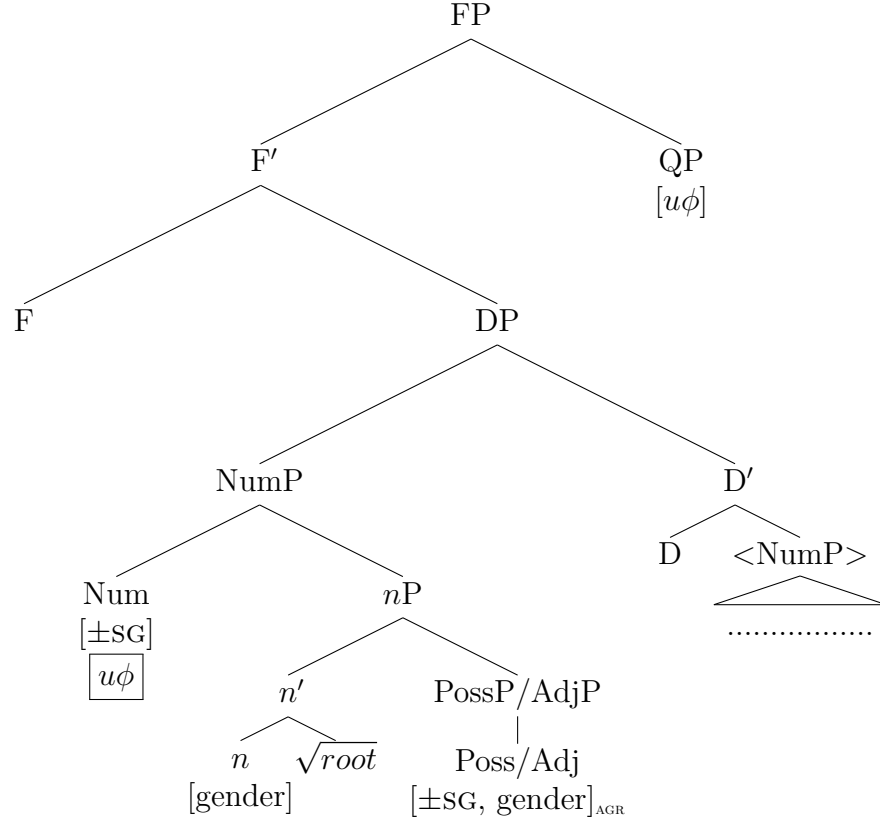 FP
F′ QP
[uϕ]
F DP
NumP D′
D <NumP>
Num nP
[±SG] ..................
uϕ
n′ PossP/AdjP
n √root Poss/Adj
[gender] [±SG, gender]AGR